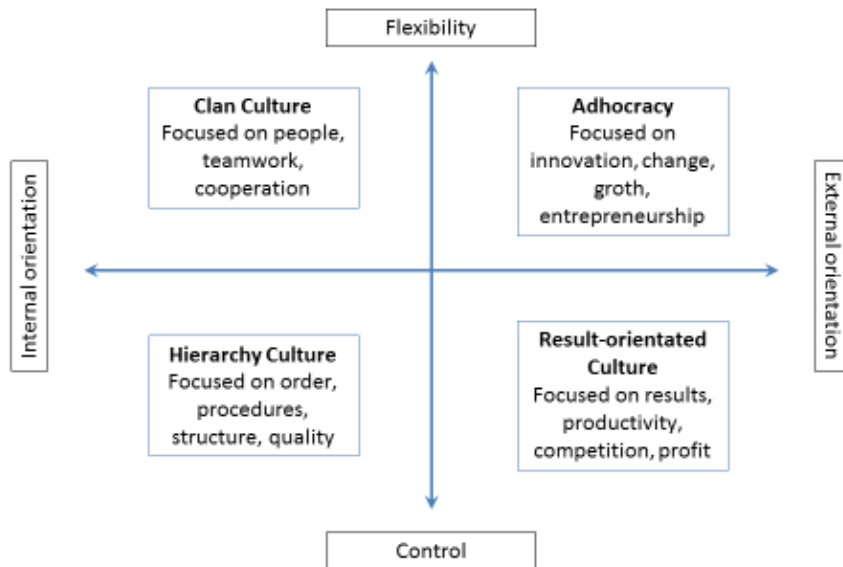 Flexibility
Clan Culture
Focused on people,
teamwork,
cooperation
Adhocracy
Focused on
innovation, change,
groth,
entrepreneurship
Internal orientation
External orientation
Hierarchy Culture
Focused on order,
procedures,
structure, quality
Result-orientated
Culture
Focused on results,
productivity,
competition, profit
Control